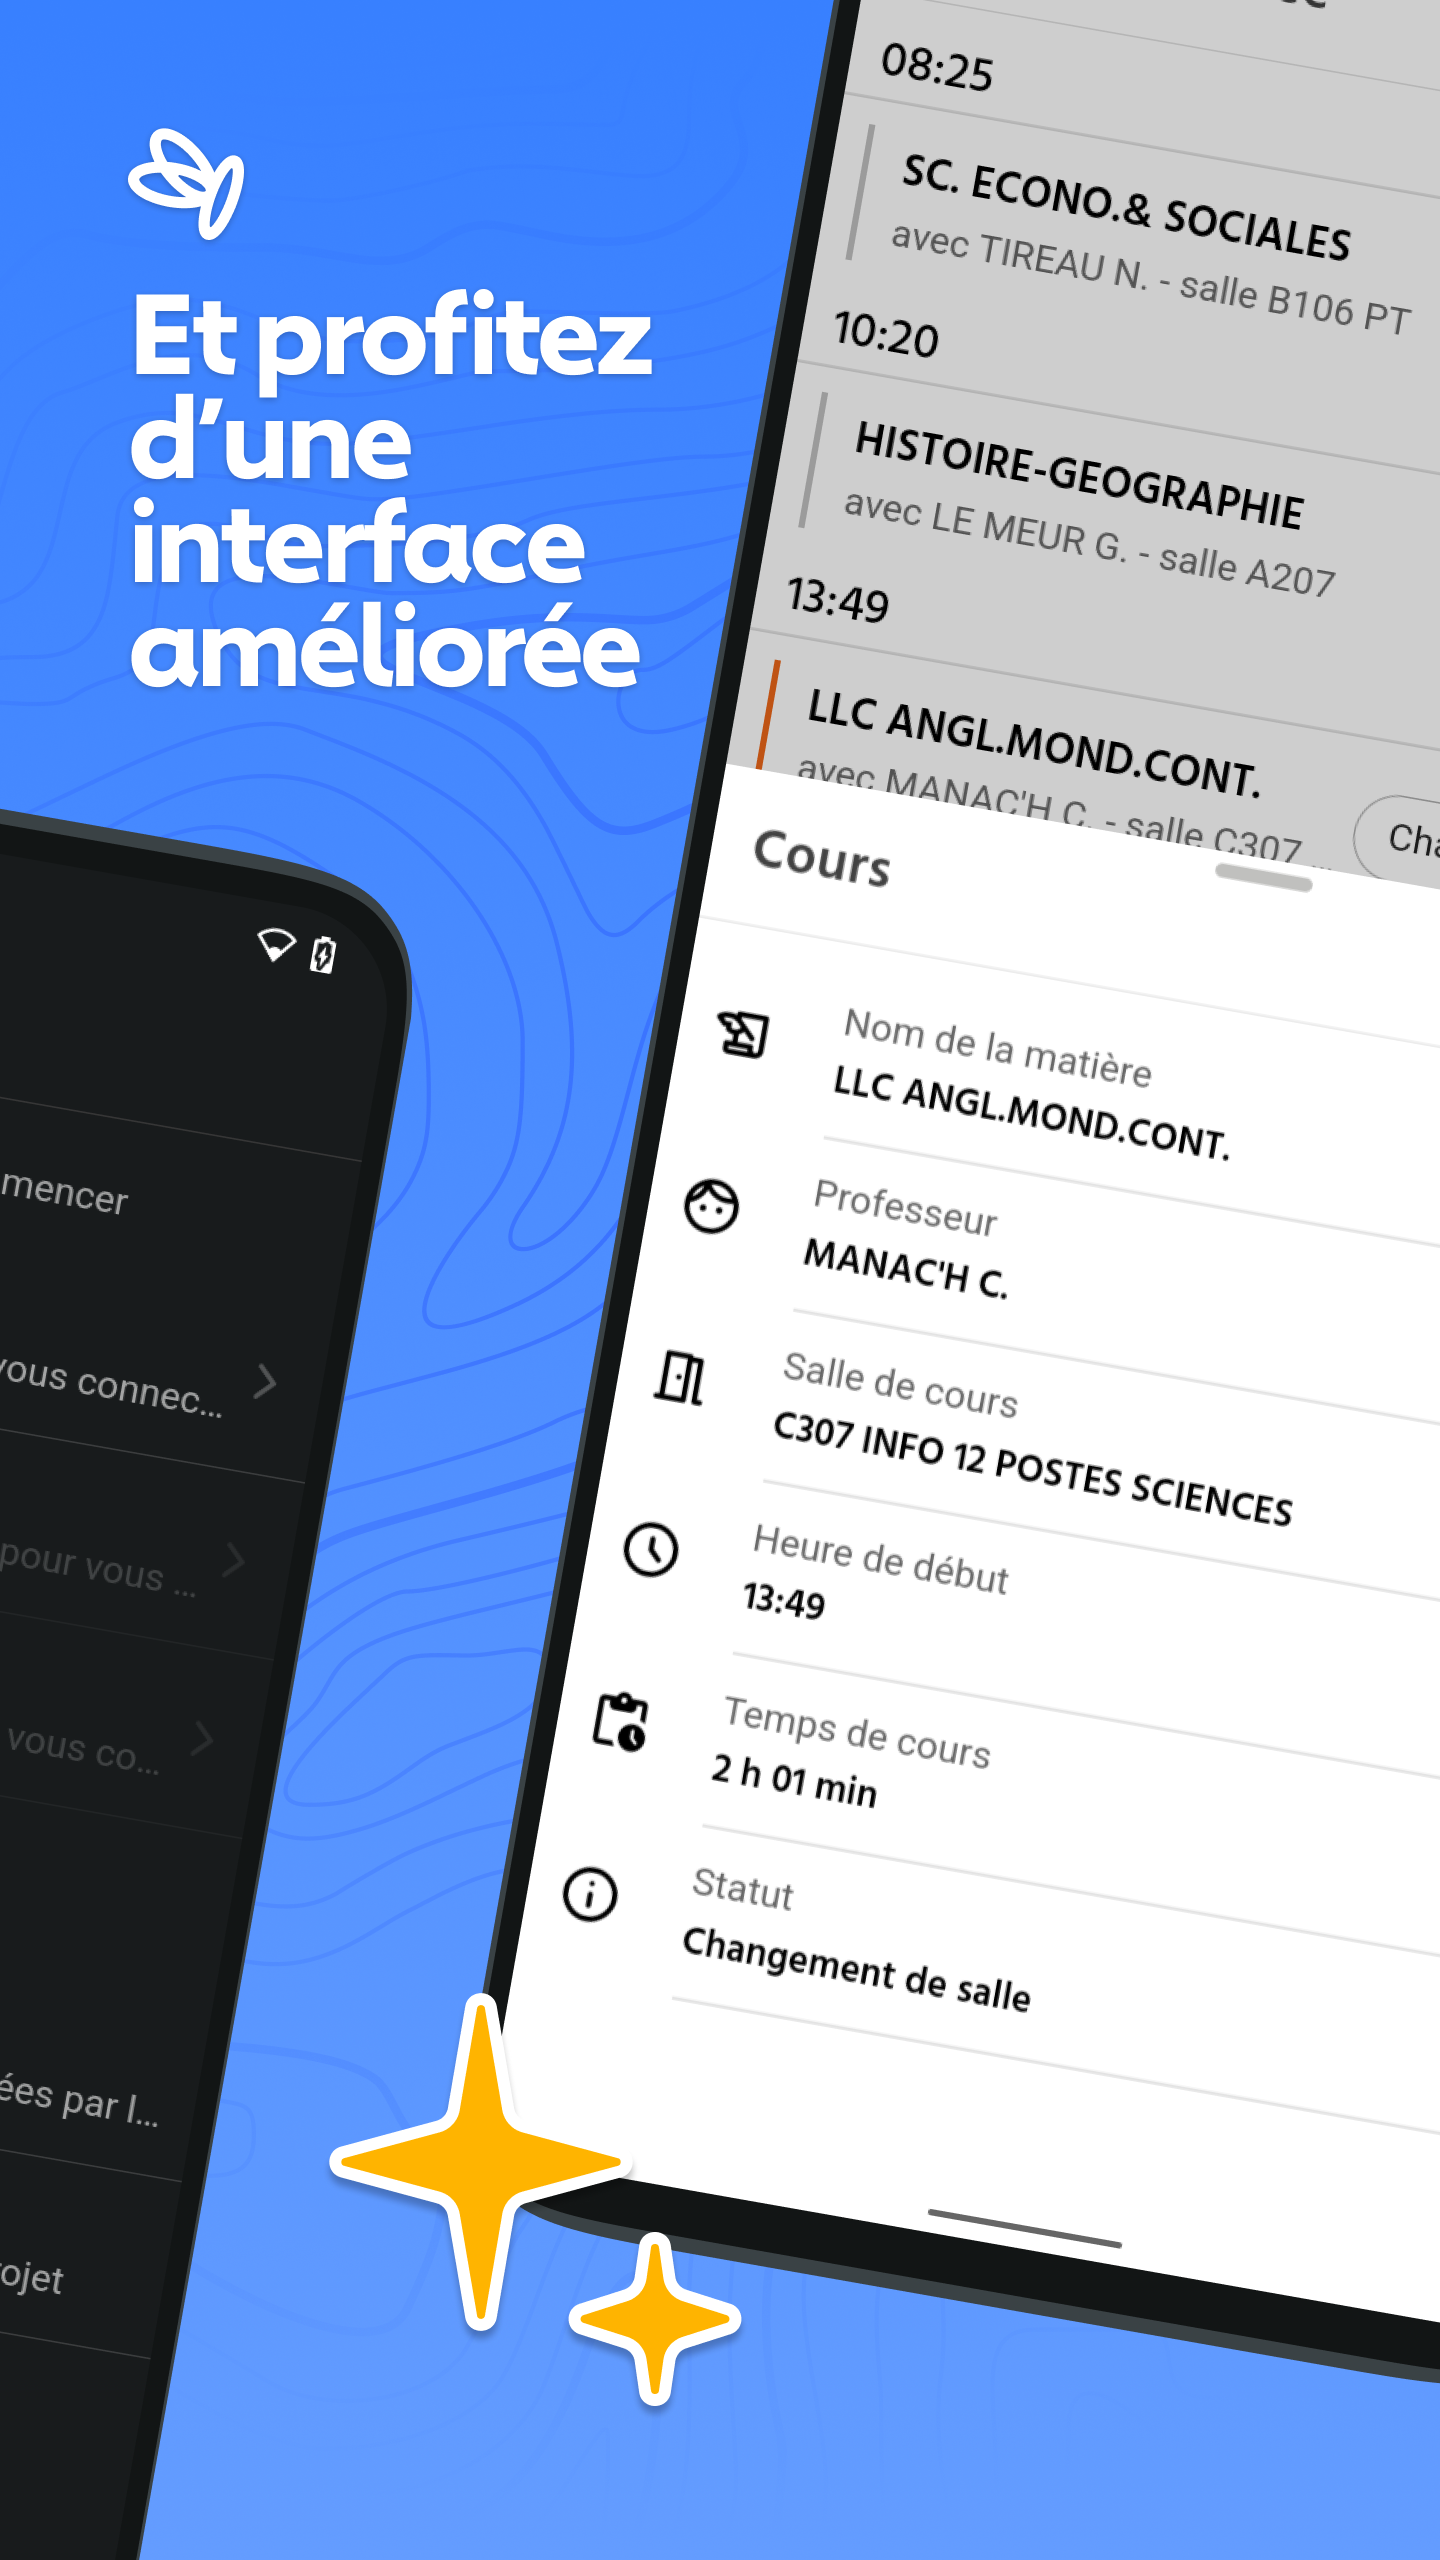 Et profitez
d’une
interface
améliorée
08:25
SC. ECONO.& SOCIALES
avec TIREAU N. - salle B106 PT
10:20
HISTOIRE-GEOGRAPHIE
avec LE MEUR G. - salle A207
13:49
LLC ANGL.MOND.CONT.
avec MANAC'H C. - salle C307 ...
Cours
Nom de la matière
LLC ANGL.MOND.CONT.
Professeur
MANAC'H C.
Salle de cours
C307 INFO 12 POSTES SCIENCES
Heure de début
13:49
Temps de cours
2 h 01 min
Statut
Changement de salle
mencer
vous connec...
pour vous ...
vous co...
ées par l...
ojet